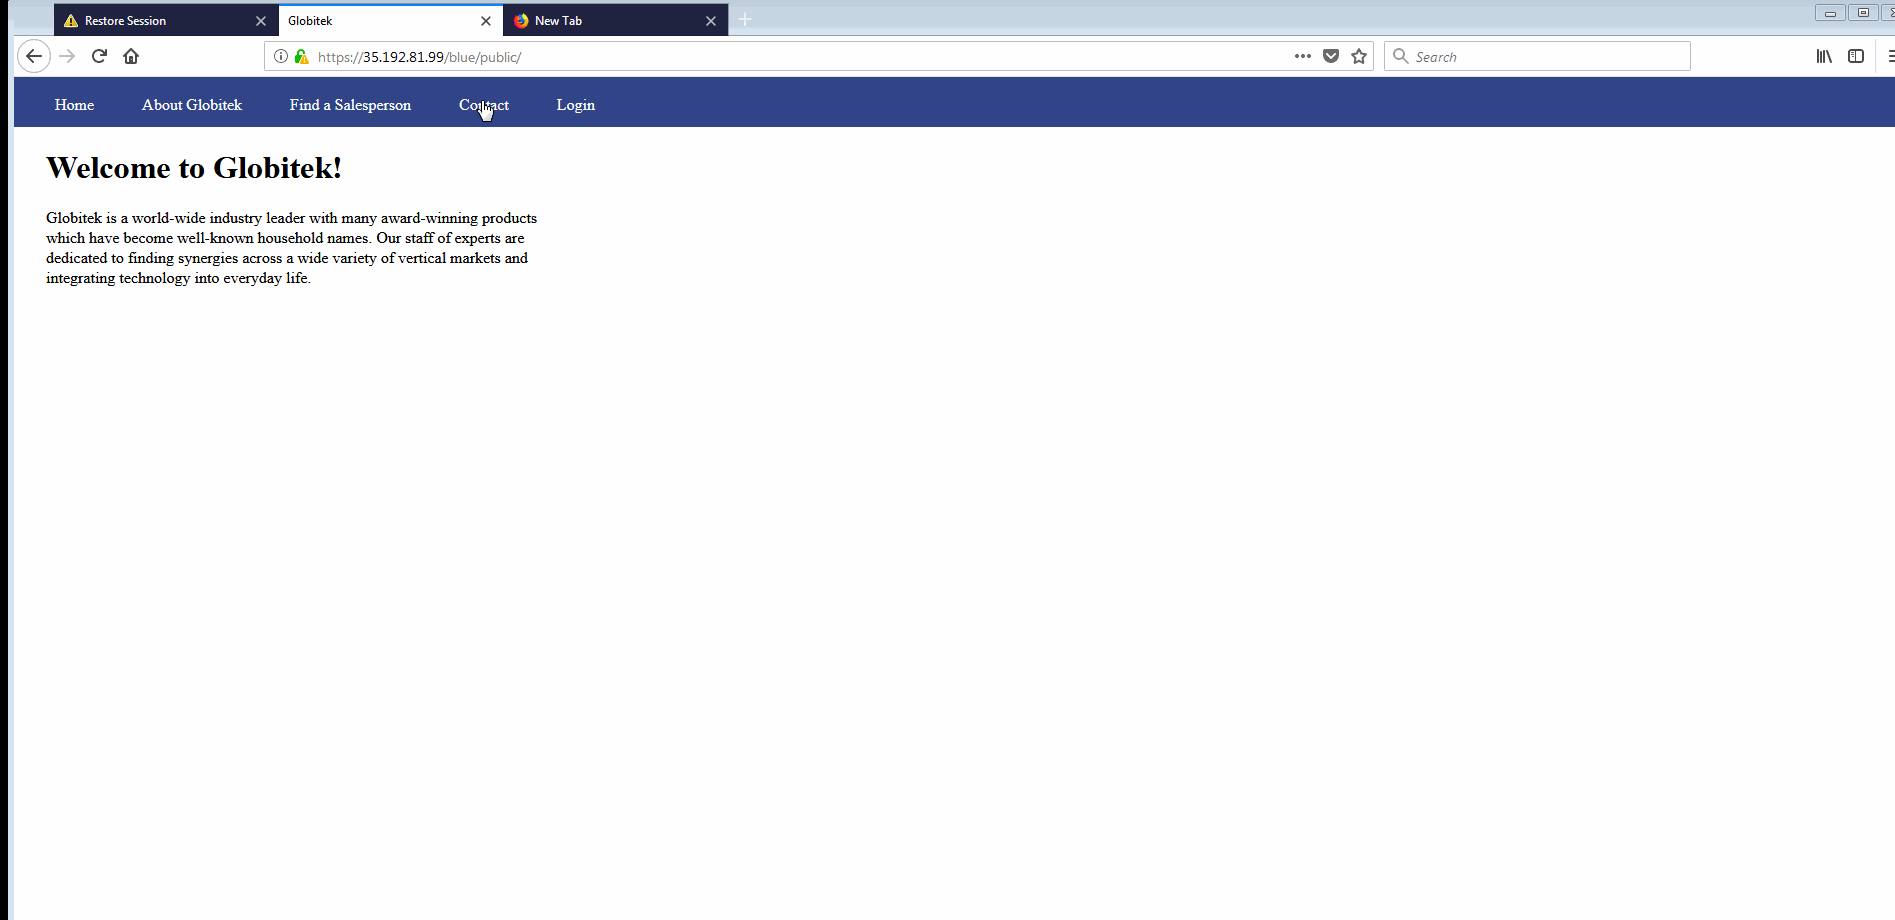 Restore Session
Globitek
New Tab
https://35.192.81.99/blue/public/
Search
Home
About Globitek
Find a Salesperson
Contact
Login
Welcome to Globitek!
Globitek is a world-wide industry leader with many award-winning products
which have become well-known household names. Our staff of experts are
dedicated to finding synergies across a wide variety of vertical markets and
integrating technology into everyday life.